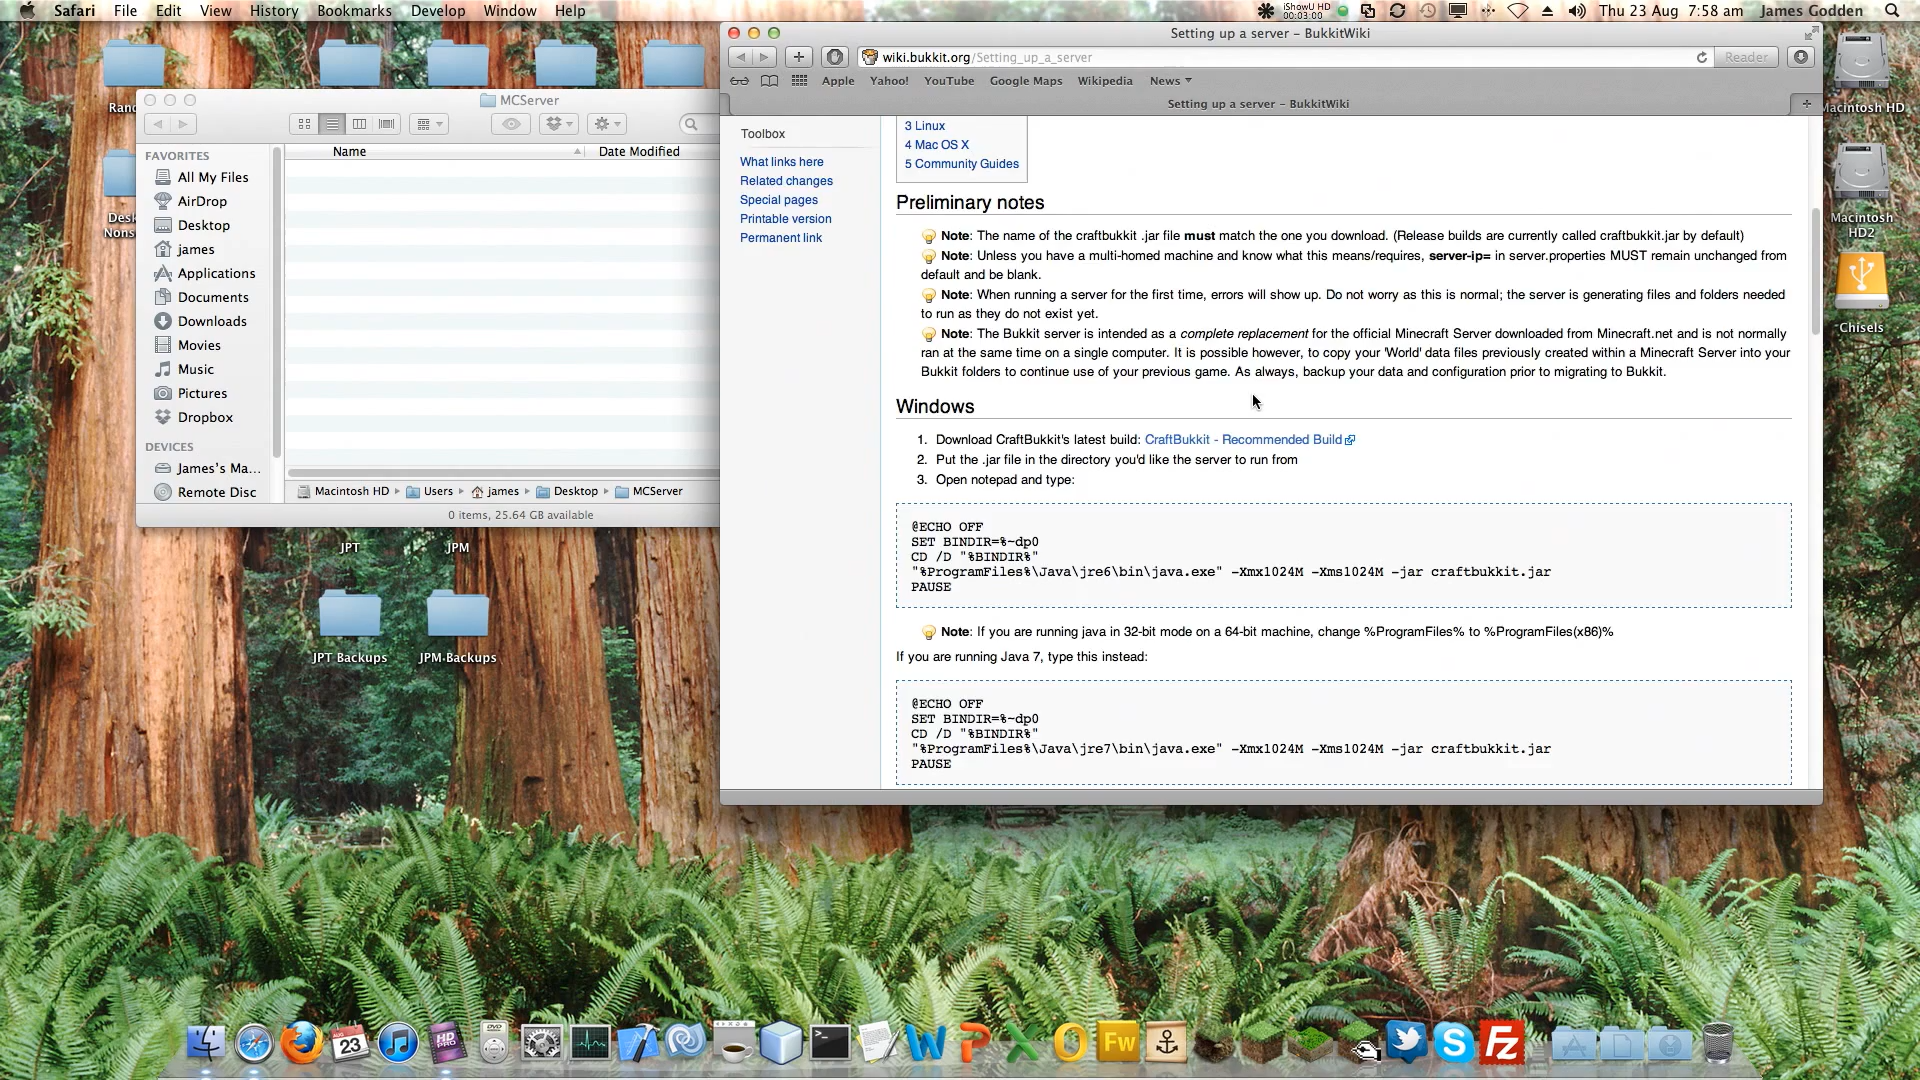 Safari File Edit View History Bookmarks Develop Window Help
iShowU HD
00:03:00
Thu 23 Aug 7:58 am James Godden
Setting up a server – BukkitWiki
wiki.bukkit.org/Setting_up_a_server
Reader
Apple Yahoo! YouTube Google Maps Wikipedia News
Setting up a server – BukkitWiki
Toolbox
What links here
Related changes
Special pages
Printable version
Permanent link
3 Linux
4 Mac OS X
5 Community Guides
Preliminary notes
Note: The name of the craftbukkit .jar file must match the one you download. (Release builds are currently called craftbukkit.jar by default)
Note: Unless you have a multi-homed machine and know what this means/requires, server-ip= in server.properties MUST remain unchanged from
default and be blank.
Note: When running a server for the first time, errors will show up. Do not worry as this is normal; the server is generating files and folders needed
to run as they do not exist yet.
Note: The Bukkit server is intended as a complete replacement for the official Minecraft Server downloaded from Minecraft.net and is not normally
ran at the same time on a single computer. It is possible however, to copy your 'World' data files previously created within a Minecraft Server into your
Bukkit folders to continue use of your previous game. As always, backup your data and configuration prior to migrating to Bukkit.
Windows
1. Download CraftBukkit's latest build: CraftBukkit - Recommended Build
2. Put the .jar file in the directory you'd like the server to run from
3. Open notepad and type:
@ECHO OFF
SET BINDIR=%~dp0
CD /D "%BINDIR%"
"%ProgramFiles%\Java\jre6\bin\java.exe" -Xmx1024M -Xms1024M -jar craftbukkit.jar
PAUSE
Note: If you are running java in 32-bit mode on a 64-bit machine, change %ProgramFiles% to %ProgramFiles(x86)%
If you are running Java 7, type this instead:
@ECHO OFF
SET BINDIR=%~dp0
CD /D "%BINDIR%"
"%ProgramFiles%\Java\jre7\bin\java.exe" -Xmx1024M -Xms1024M -jar craftbukkit.jar
PAUSE
MCServer
Name Date Modified
FAVORITES
All My Files
AirDrop
Desktop
james
Applications
Documents
Downloads
Movies
Music
Pictures
Dropbox
DEVICES
James's Ma...
Remote Disc
Macintosh HD Users james Desktop MCServer
0 items, 25.64 GB available
Ran
Desk
Nons
JPT
JPM
JPT Backups
JPM-Backups
Macintosh HD
Macintosh
HD2
Chisels
AUG
23
HD
PRO
DVD
Fw